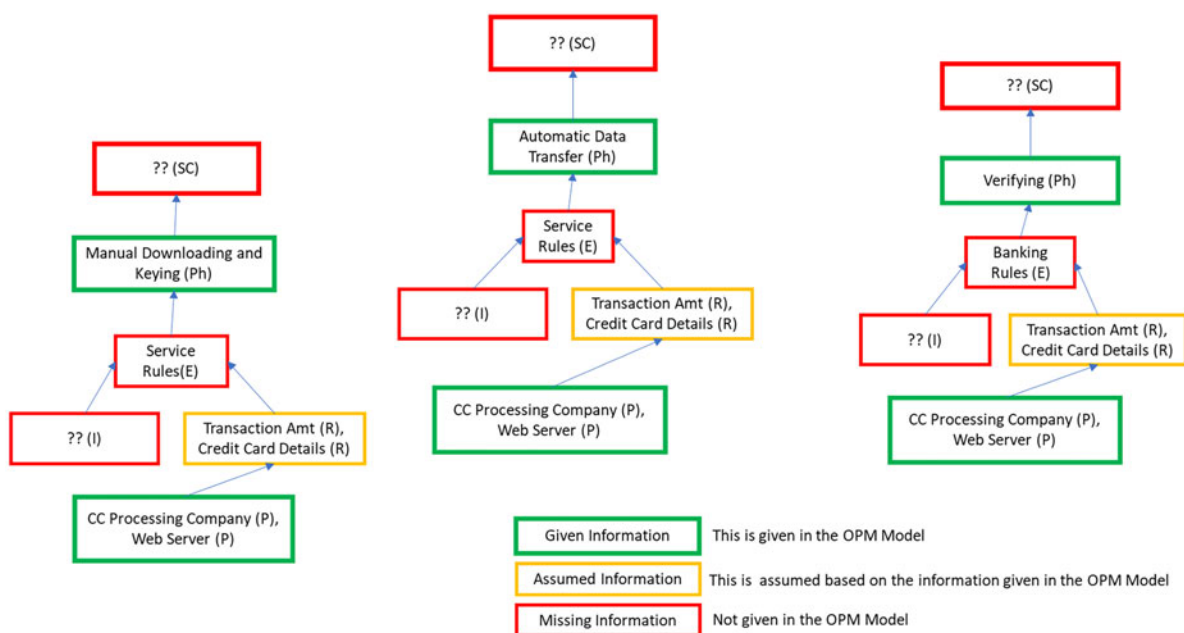 ?? (SC)
Manual Downloading and
Keying (Ph)
Service
Rules(E)
?? (I)
Transaction Amt (R),
Credit Card Details (R)
CC Processing Company (P),
Web Server (P)
?? (SC)
Automatic Data
Transfer (Ph)
Service
Rules (E)
?? (I)
Transaction Amt (R),
Credit Card Details (R)
CC Processing Company (P),
Web Server (P)
?? (SC)
Verifying (Ph)
Banking
Rules (E)
?? (I)
Transaction Amt (R),
Credit Card Details (R)
CC Processing Company (P),
Web Server (P)
Given Information This is given in the OPM Model
Assumed Information This is assumed based on the information given in the OPM Model
Missing Information Not given in the OPM Model